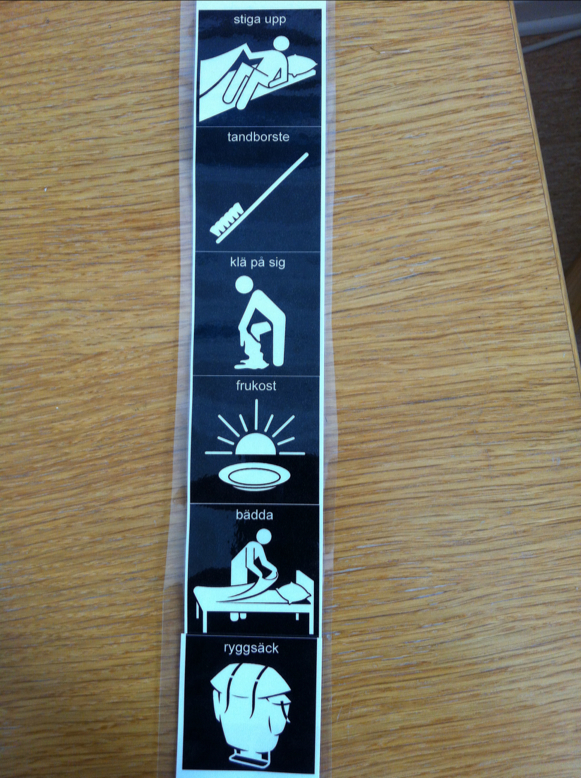 stiga upp
tandborste
klä på sig
frukost
bädda
ryggsäck